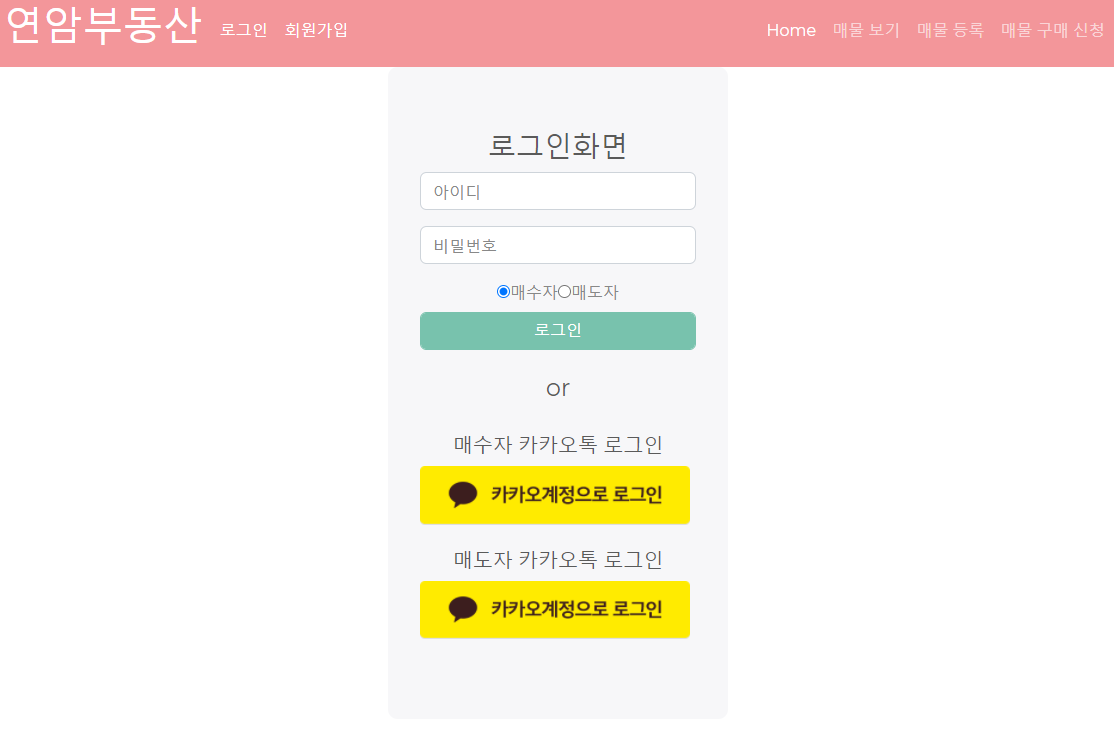 연암부동산 로그인 회원가입 Home 매물 보기 매물 등록 매물 구매 신청
로그인화면
아이디
비밀번호
매수자 매도자
로그인
or
매수자 카카오톡 로그인
카카오계정으로 로그인
매도자 카카오톡 로그인
카카오계정으로 로그인